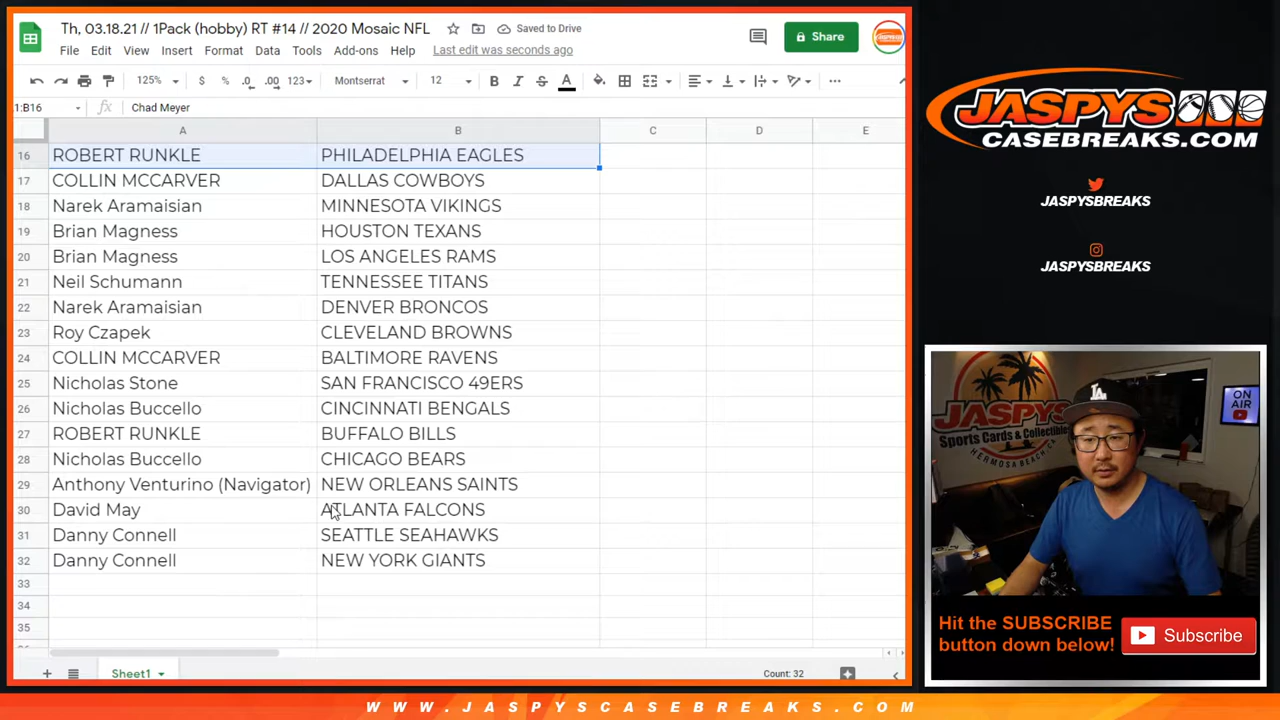 Th, 03.18.21 // 1Pack (hobby) RT #14 // 2020 Mosaic NFL
Saved to Drive
File Edit View Insert Format Data Tools Add-ons Help Last edit was seconds ago
Share
125% $ % .0 .00 123 Montserrat 12 B I S A
1:B16 fx Chad Meyer
A B C D E
16 ROBERT RUNKLE PHILADELPHIA EAGLES
17 COLLIN MCCARVER DALLAS COWBOYS
18 Narek Aramaisian MINNESOTA VIKINGS
19 Brian Magness HOUSTON TEXANS
20 Brian Magness LOS ANGELES RAMS
21 Neil Schumann TENNESSEE TITANS
22 Narek Aramaisian DENVER BRONCOS
23 Roy Czapek CLEVELAND BROWNS
24 COLLIN MCCARVER BALTIMORE RAVENS
25 Nicholas Stone SAN FRANCISCO 49ERS
26 Nicholas Buccello CINCINNATI BENGALS
27 ROBERT RUNKLE BUFFALO BILLS
28 Nicholas Buccello CHICAGO BEARS
29 Anthony Venturino (Navigator) NEW ORLEANS SAINTS
30 David May ATLANTA FALCONS
31 Danny Connell SEATTLE SEAHAWKS
32 Danny Connell NEW YORK GIANTS
33
34
35
Sheet1
Count: 32
JASPYS
CASEBREAKS.COM
JASPYSBREAKS
JASPYSBREAKS
JASPYS
Sports Cards & Collectibles
HERMOSA BEACH, CA
LA
ON AIR
Hit the SUBSCRIBE
button down below!
Subscribe
WWW.JASPYSCASEBREAKS.COM